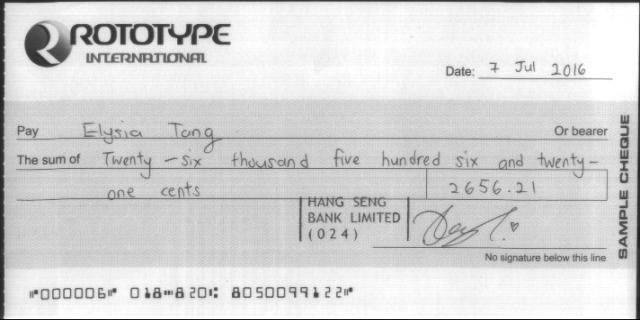 ROTOTYPE
INTERNATIONAL
Date: 7 Jul 2016
Pay Elysia Tang Or bearer
The sum of Twenty-six thousand five hundred six and twenty-
one cents 2656.21
HANG SENG
BANK LIMITED
(024)
No signature below this line
SAMPLE CHEQUE
⑈000006⑈ 018⑉820⑆ 8050099122⑈